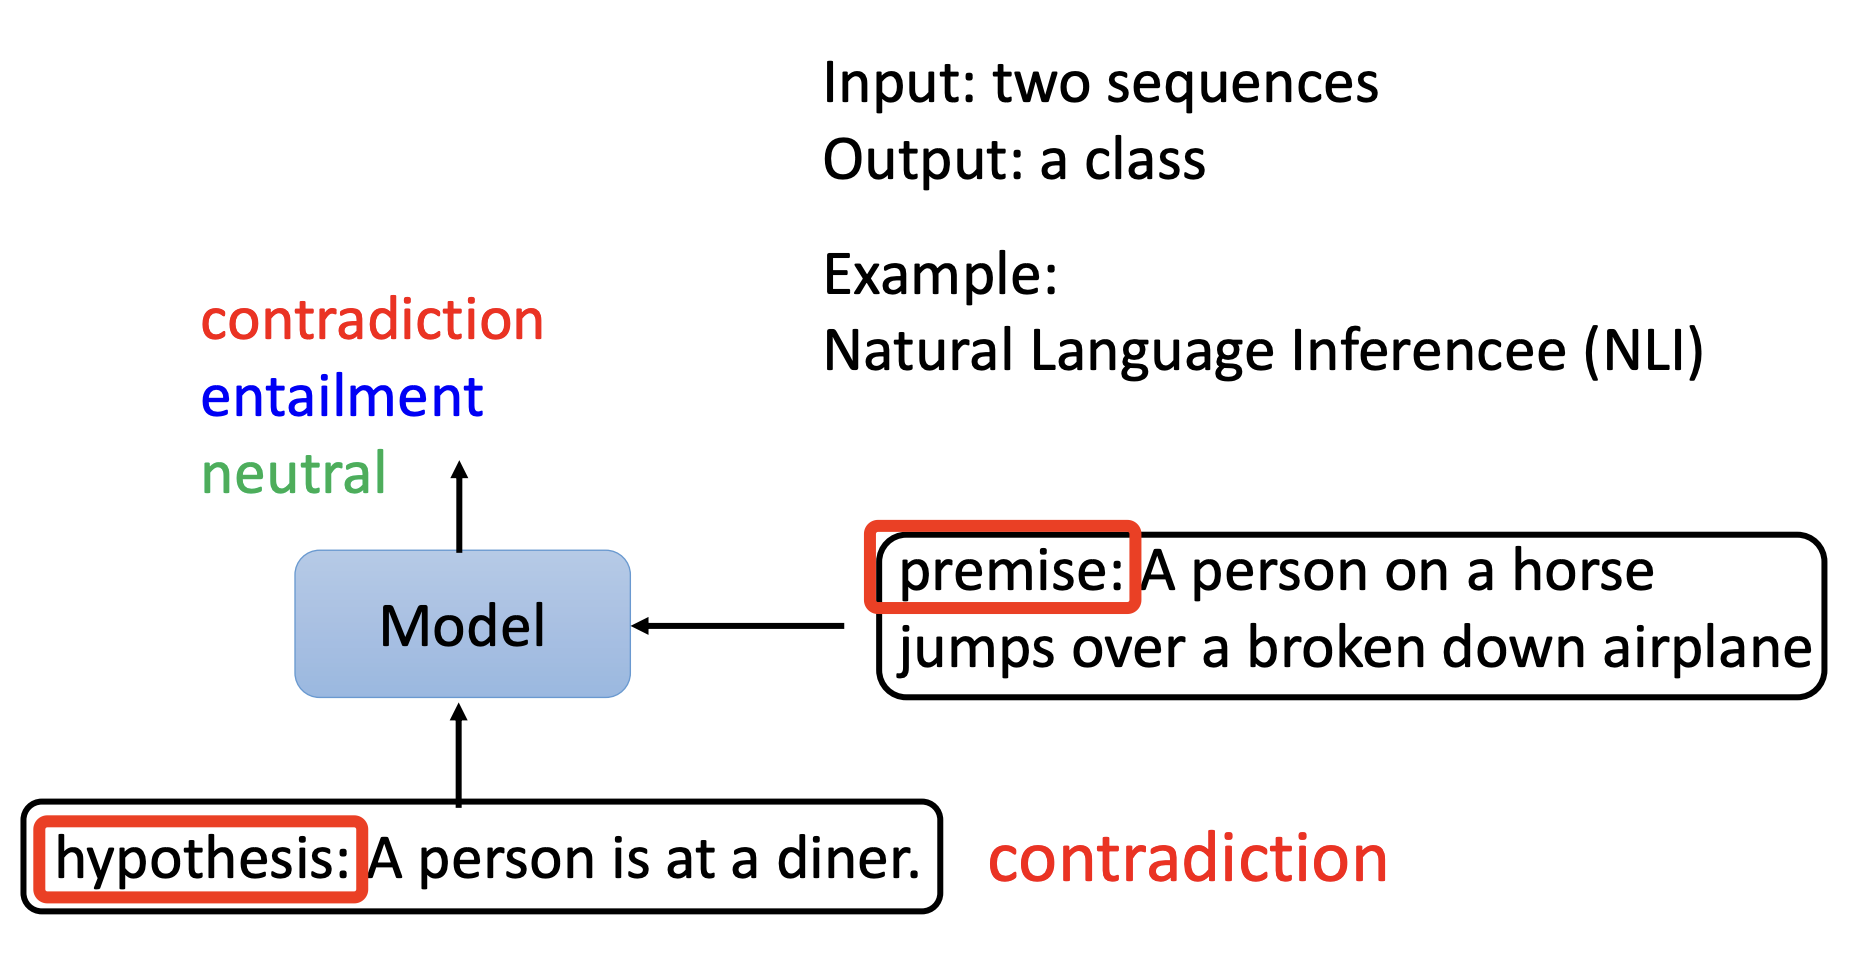 Input: two sequences
Output: a class
Example:
Natural Language Inferencee (NLI)
contradiction
entailment
neutral
Model
premise: A person on a horse
jumps over a broken down airplane
hypothesis: A person is at a diner.
contradiction